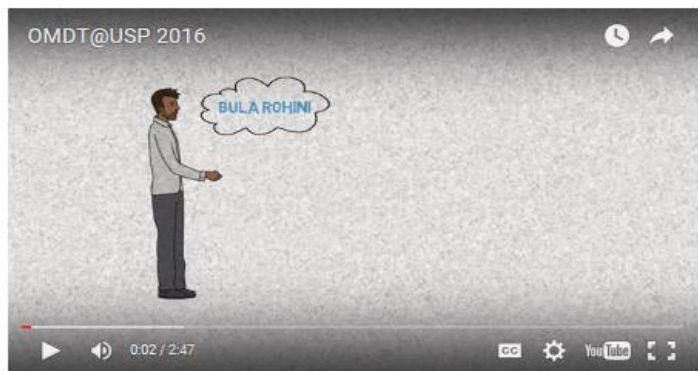 OMDT@USP 2016
BULA ROHINI
0:02 / 2:47
CC
YouTube